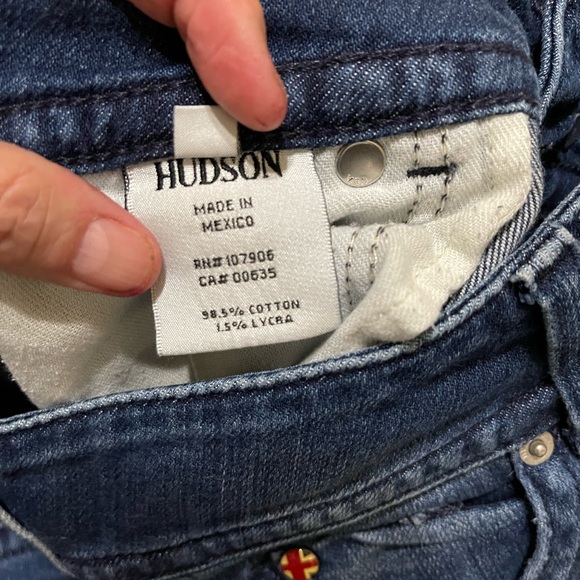 HUDSON
MADE IN
MEXICO
RN# 107906
CA# 00635
98.5% COTTON
1.5% LYCRA